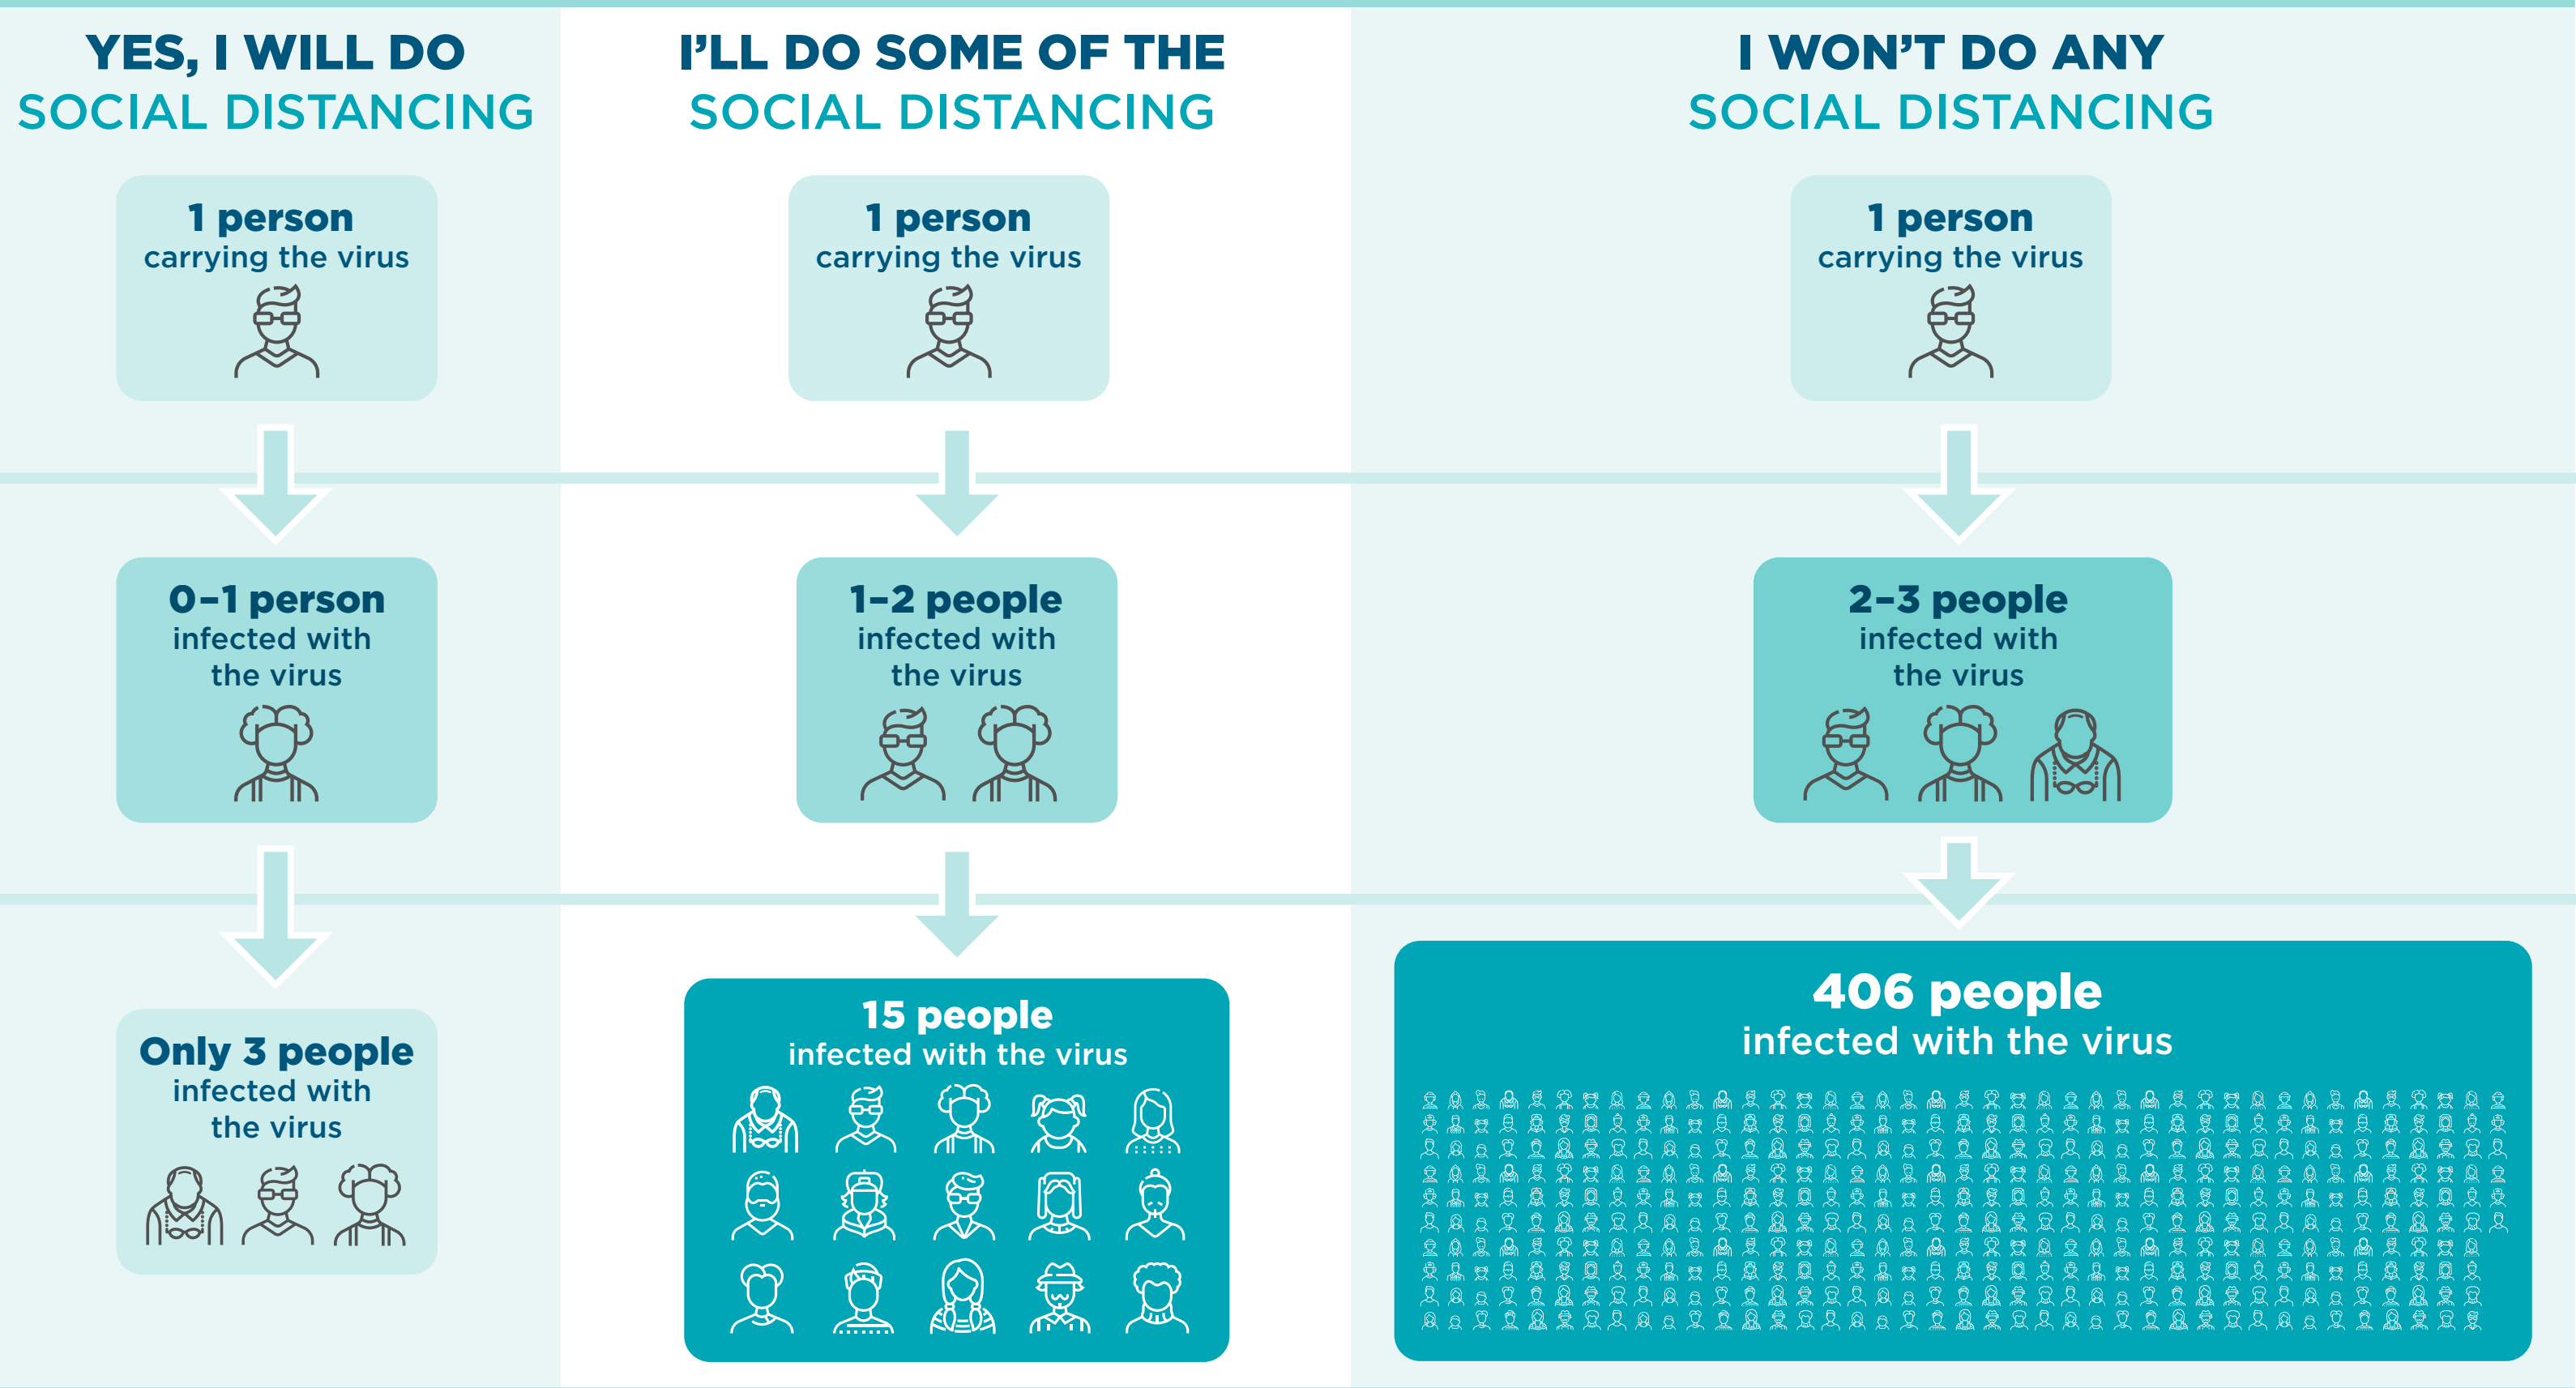 YES, I WILL DO
SOCIAL DISTANCING
1 person
carrying the virus
0–1 person
infected with
the virus
Only 3 people
infected with
the virus
I’LL DO SOME OF THE
SOCIAL DISTANCING
1 person
carrying the virus
1–2 people
infected with
the virus
15 people
infected with the virus
I WON’T DO ANY
SOCIAL DISTANCING
1 person
carrying the virus
2–3 people
infected with
the virus
406 people
infected with the virus